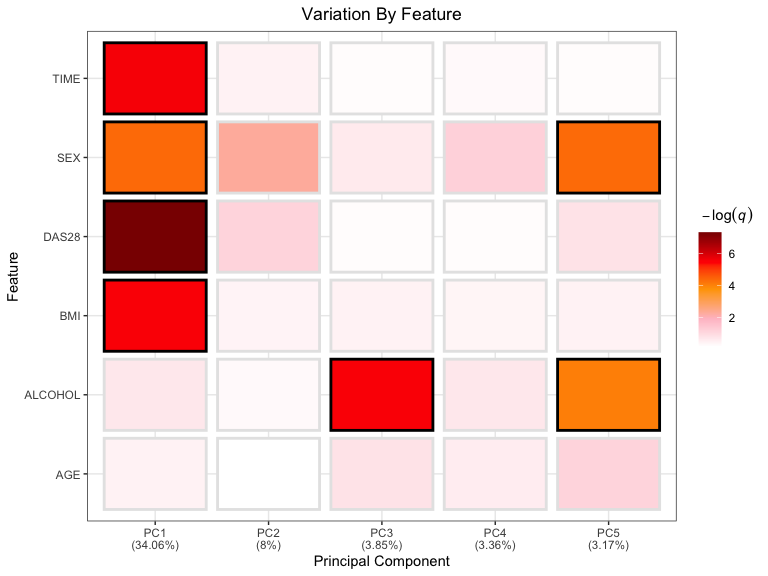 Variation By Feature
Feature
TIME
SEX
DAS28
BMI
ALCOHOL
AGE
PC1 PC2 PC3 PC4 PC5
(34.06%) (8%) (3.85%) (3.36%) (3.17%)
Principal Component
−log(q)
6
4
2